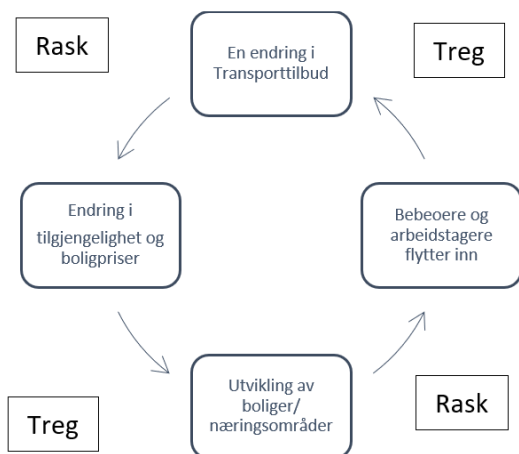 Rask
En endring i
Transporttilbud
Treg
Endring i
tilgjengelighet og
boligpriser
Bebeoere og
arbeidstagere
flytter inn
Treg
Utvikling av
boliger/
næringsområder
Rask